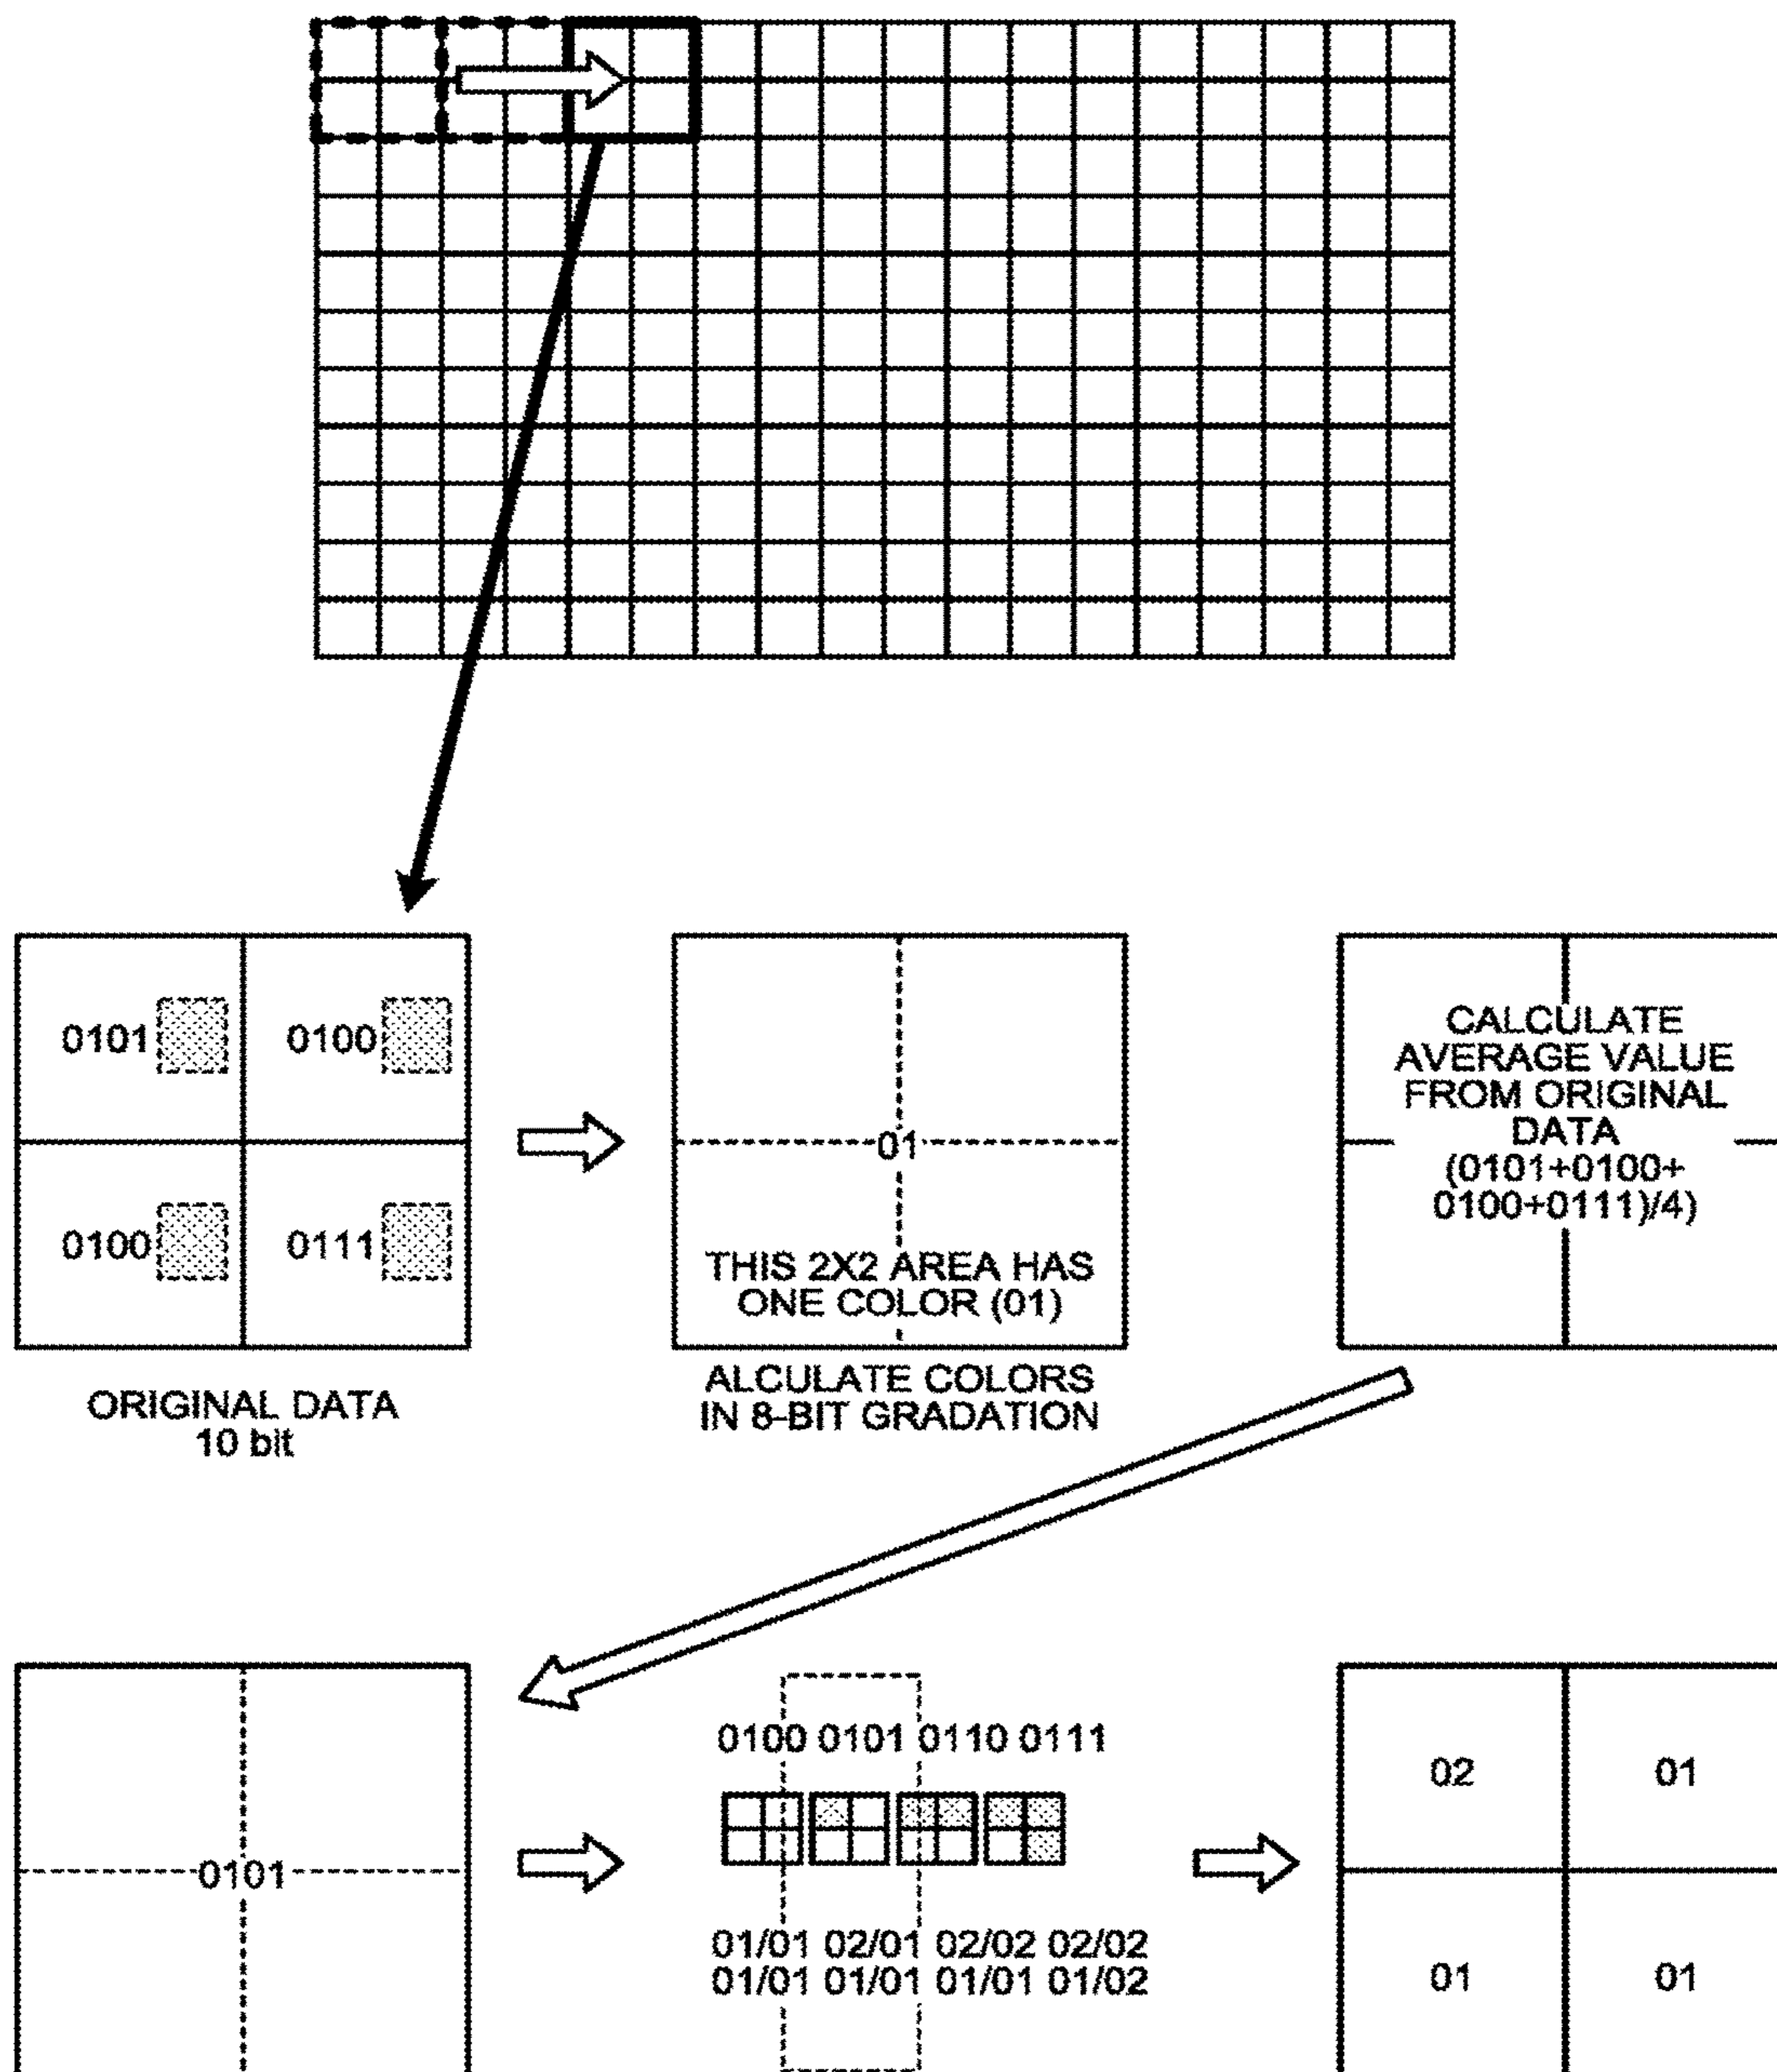 0101 0100
0100 0111
ORIGINAL DATA
10 bit
01
THIS 2X2 AREA HAS
ONE COLOR (01)
ALCULATE COLORS
IN 8-BIT GRADATION
CALCULATE
AVERAGE VALUE
FROM ORIGINAL
DATA
(0101+0100+
0100+0111)/4)
0101
0100 0101 0110 0111
01/01 02/01 02/02 02/02
01/01 01/01 01/01 01/02
02 01
01 01